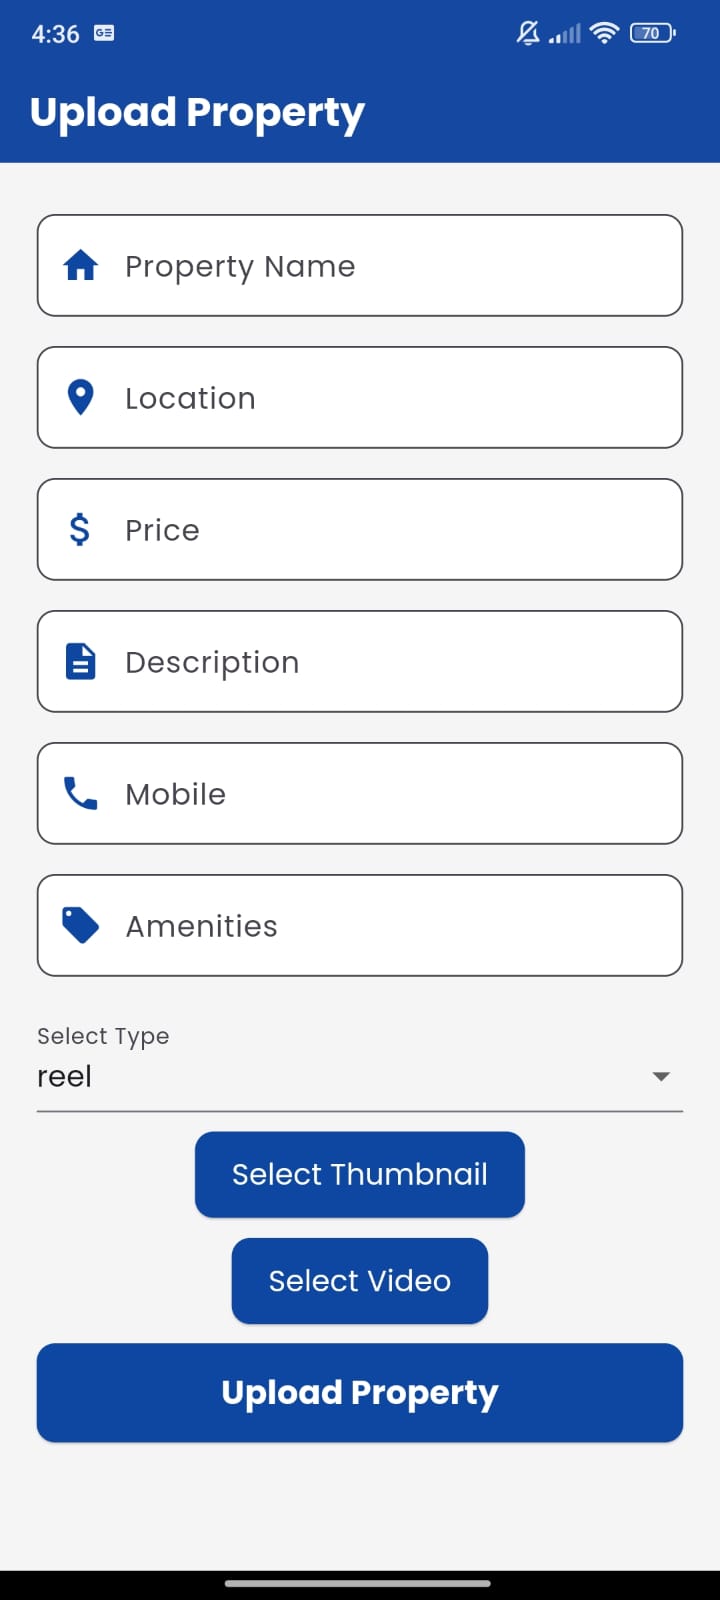 4:36
GE
70
Upload Property
Property Name
Location
$ Price
Description
Mobile
Amenities
Select Type
reel
Select Thumbnail
Select Video
Upload Property